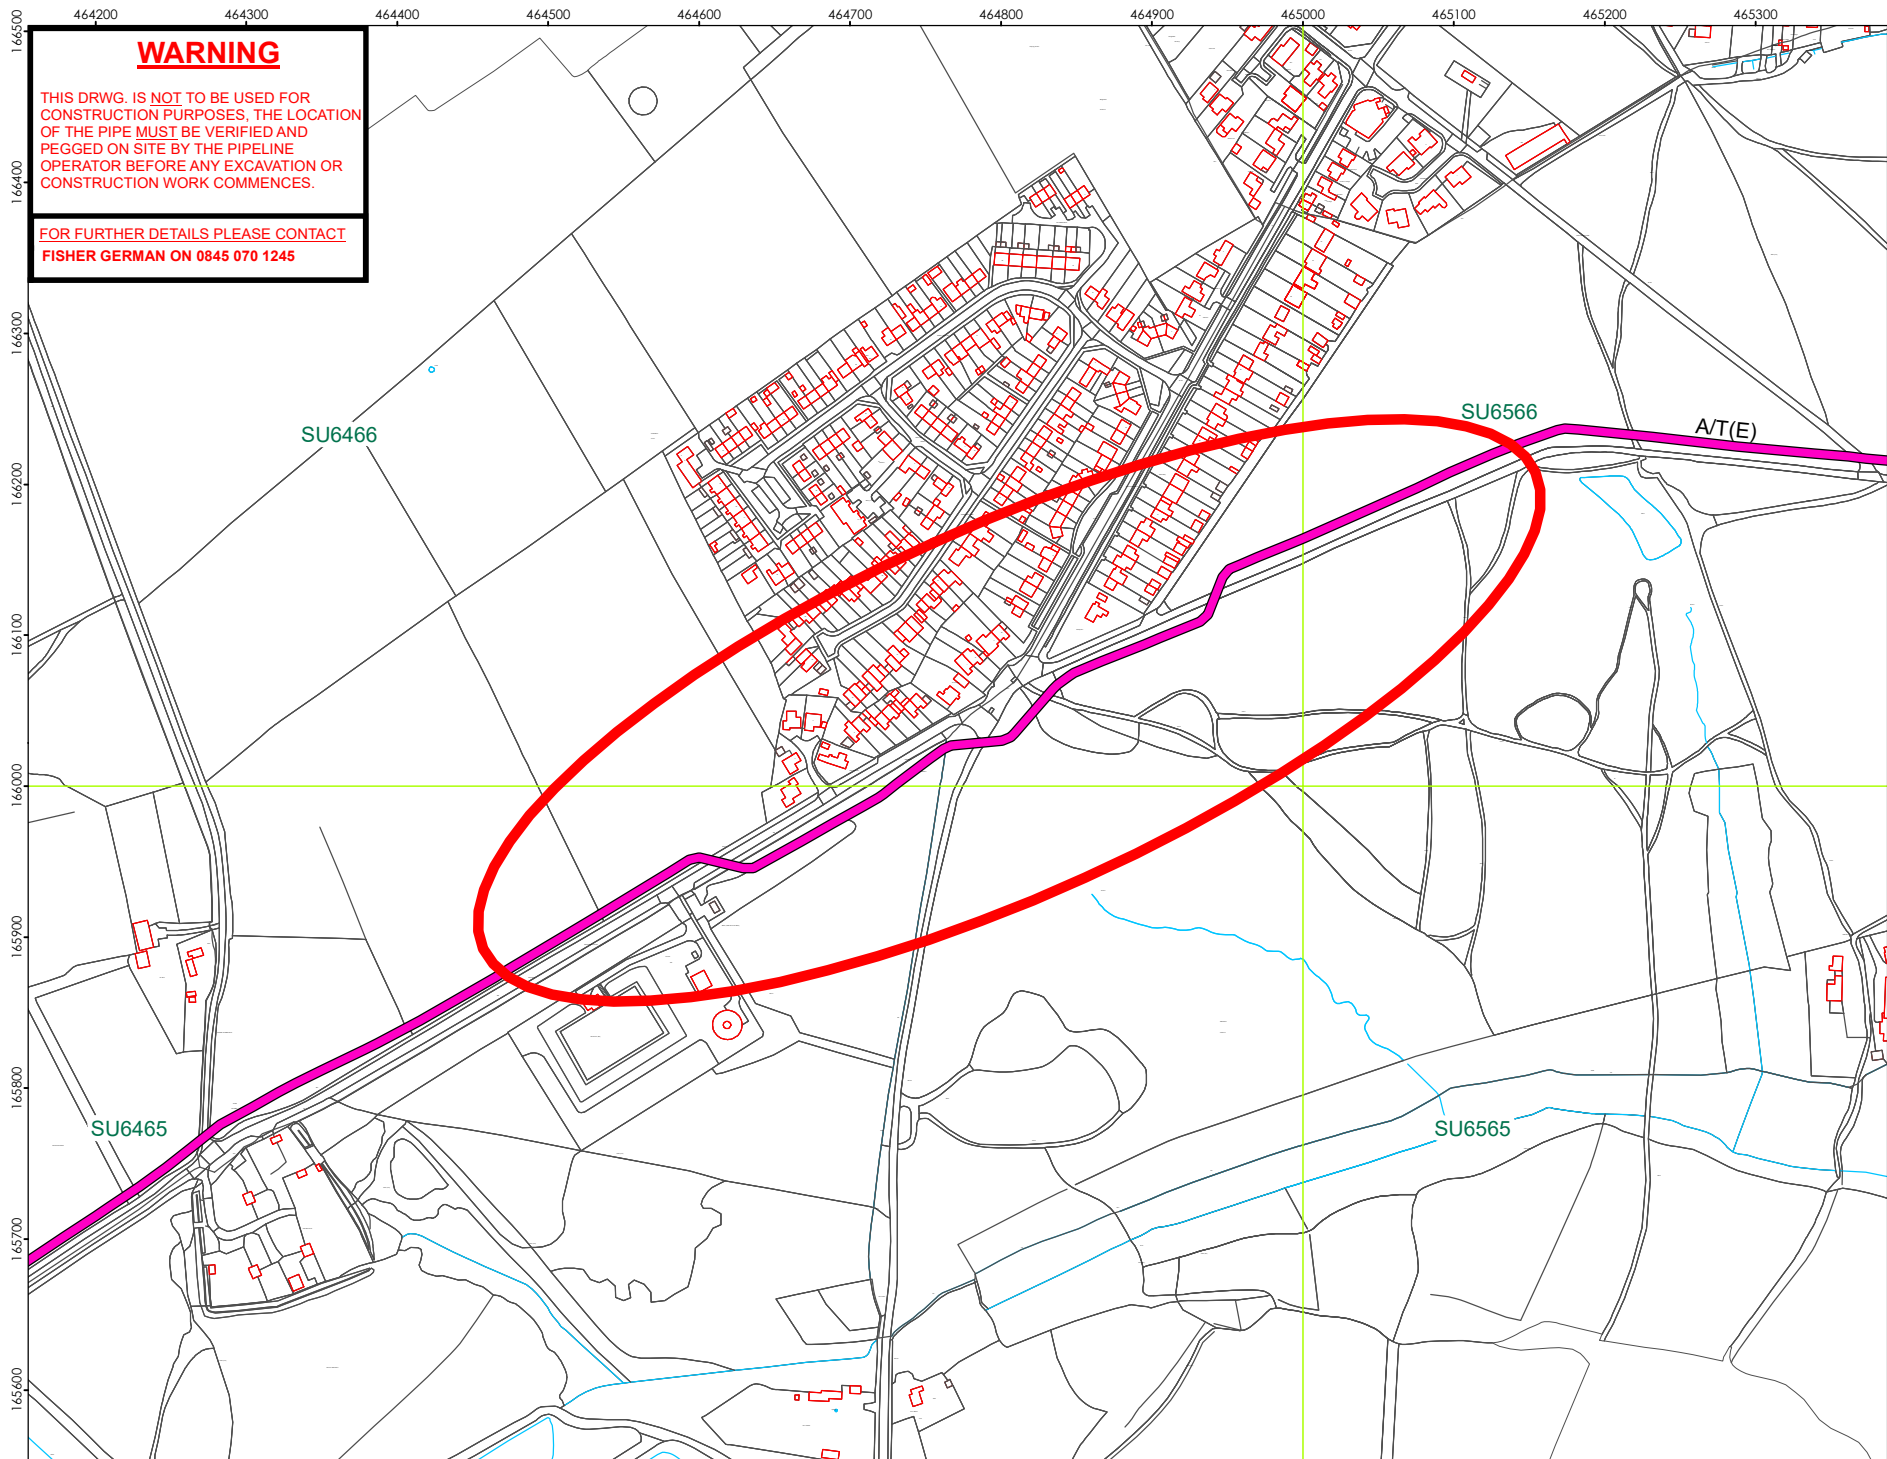 464200 464300 464400 464500 464600 464700 464800 464900 465000 465100 465200 465300
166500
WARNING
THIS DRWG. IS NOT TO BE USED FOR
CONSTRUCTION PURPOSES, THE LOCATION
OF THE PIPE MUST BE VERIFIED AND
PEGGED ON SITE BY THE PIPELINE
OPERATOR BEFORE ANY EXCAVATION OR
CONSTRUCTION WORK COMMENCES.
166400
FOR FURTHER DETAILS PLEASE CONTACT
FISHER GERMAN ON 0845 070 1245
166300
SU6566
A/T(E)
SU6466
166200
166100
166000
165900
165800
SU6465
SU6565
165700
165600